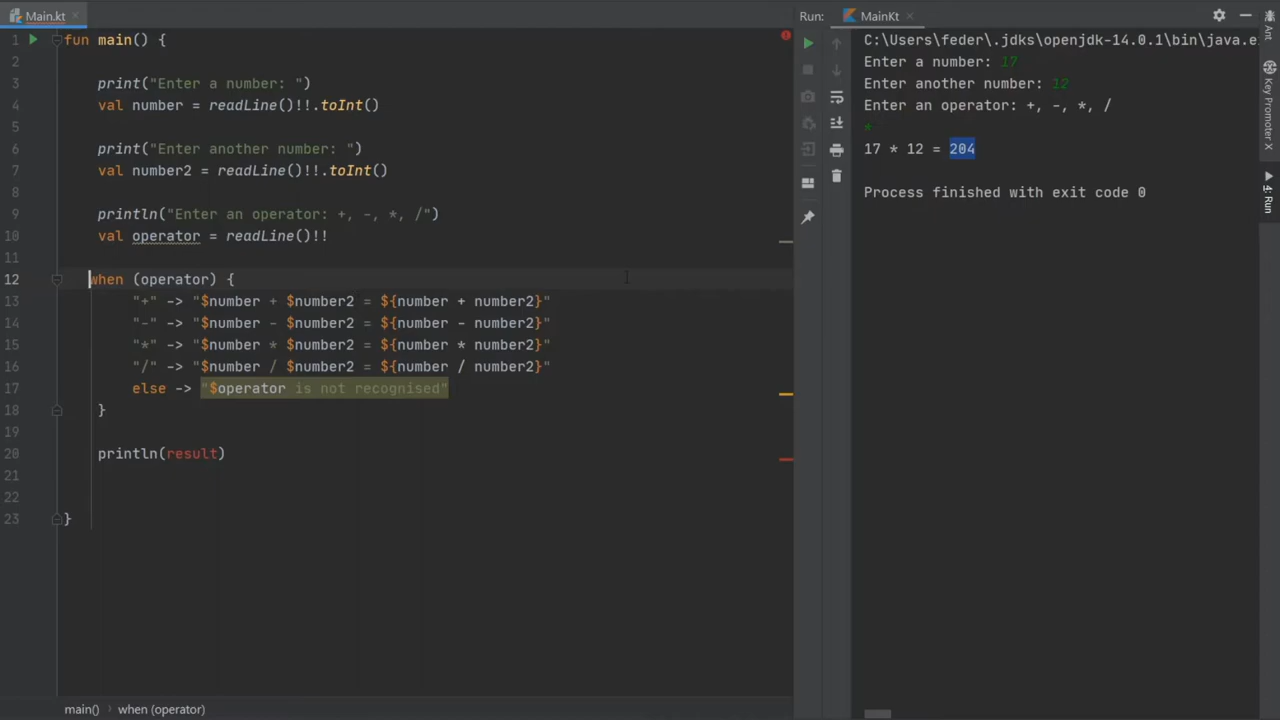 Main.kt
1 fun main() {
2
3 print("Enter a number: ")
4 val number = readLine()!!.toInt()
5
6 print("Enter another number: ")
7 val number2 = readLine()!!.toInt()
8
9 println("Enter an operator: +, -, *, /")
10 val operator = readLine()!!
11
12 when (operator) {
13 "+" -> "$number + $number2 = ${number + number2}"
14 "-" -> "$number - $number2 = ${number - number2}"
15 "*" -> "$number * $number2 = ${number * number2}"
16 "/" -> "$number / $number2 = ${number / number2}"
17 else -> "$operator is not recognised"
18 }
19
20 println(result)
21
22
23 }
main() › when (operator)
Run: MainKt
C:\Users\feder\.jdks\openjdk-14.0.1\bin\java.e
Enter a number: 17
Enter another number: 12
Enter an operator: +, -, *, /
*
17 * 12 = 204
Process finished with exit code 0
Ant
Key Promoter X
4: Run